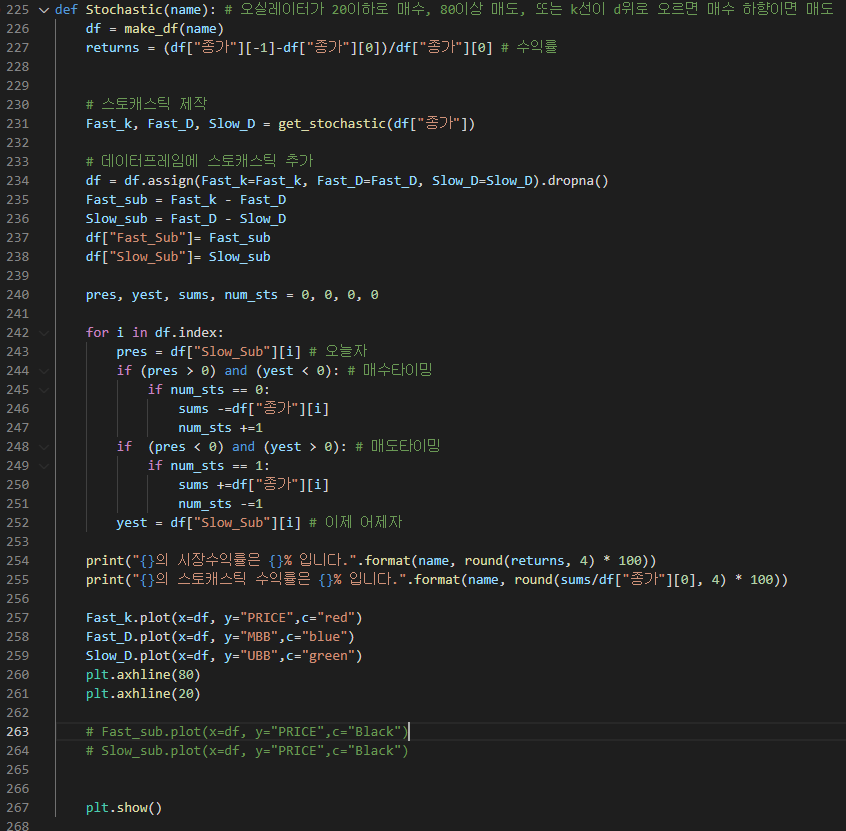 225 def Stochastic(name): # 오실레이터가 20이하로 매수, 80이상 매도, 또는 k선이 d위로 오르면 매수 하향이면 매도
226     df = make_df(name)
227     returns = (df["종가"][-1]-df["종가"][0])/df["종가"][0] # 수익률
228
229
230     # 스토캐스틱 제작
231     Fast_k, Fast_D, Slow_D = get_stochastic(df["종가"])
232
233     # 데이터프레임에 스토캐스틱 추가
234     df = df.assign(Fast_k=Fast_k, Fast_D=Fast_D, Slow_D=Slow_D).dropna()
235     Fast_sub = Fast_k - Fast_D
236     Slow_sub = Fast_D - Slow_D
237     df["Fast_Sub"]= Fast_sub
238     df["Slow_Sub"]= Slow_sub
239
240     pres, yest, sums, num_sts = 0, 0, 0, 0
241
242     for i in df.index:
243         pres = df["Slow_Sub"][i] # 오늘자
244         if (pres > 0) and (yest < 0): # 매수타이밍
245             if num_sts == 0:
246                 sums -=df["종가"][i]
247                 num_sts +=1
248         if  (pres < 0) and (yest > 0): # 매도타이밍
249             if num_sts == 1:
250                 sums +=df["종가"][i]
251                 num_sts -=1
252         yest = df["Slow_Sub"][i] # 이제 어제자
253
254     print("{}의 시장수익률은 {}% 입니다.".format(name, round(returns, 4) * 100))
255     print("{}의 스토캐스틱 수익률은 {}% 입니다.".format(name, round(sums/df["종가"][0], 4) * 100))
256
257     Fast_k.plot(x=df, y="PRICE",c="red")
258     Fast_D.plot(x=df, y="MBB",c="blue")
259     Slow_D.plot(x=df, y="UBB",c="green")
260     plt.axhline(80)
261     plt.axhline(20)
262
263     # Fast_sub.plot(x=df, y="PRICE",c="Black")
264     # Slow_sub.plot(x=df, y="PRICE",c="Black")
265
266
267     plt.show()
268